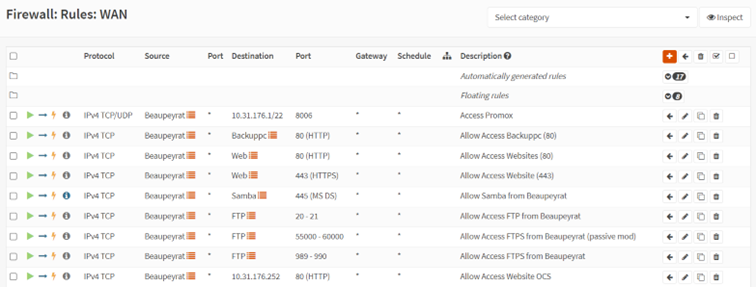 Firewall: Rules: WAN
Select category Inspect
Protocol Source Port Destination Port Gateway Schedule Description
Automatically generated rules 17
Floating rules 8
IPv4 TCP/UDP Beaupeyrat * 10.31.176.1/22 8006 * * Access Promox
IPv4 TCP Beaupeyrat * Backuppc 80 (HTTP) * * Allow Access Backuppc (80)
IPv4 TCP Beaupeyrat * Web 80 (HTTP) * * Allow Access Websites (80)
IPv4 TCP Beaupeyrat * Web 443 (HTTPS) * * Allow Access Website (443)
IPv4 TCP Beaupeyrat * Samba 445 (MS DS) * * Allow Samba from Beaupeyrat
IPv4 TCP Beaupeyrat * FTP 20 - 21 * * Allow Access FTP from Beaupeyrat
IPv4 TCP Beaupeyrat * FTP 55000 - 60000 * * Allow Access FTPS from Beaupeyrat (passive mod)
IPv4 TCP Beaupeyrat * FTP 989 - 990 * * Allow Access FTPS from Beaupeyrat
IPv4 TCP Beaupeyrat * 10.31.176.252 80 (HTTP) * * Allow Access Website OCS